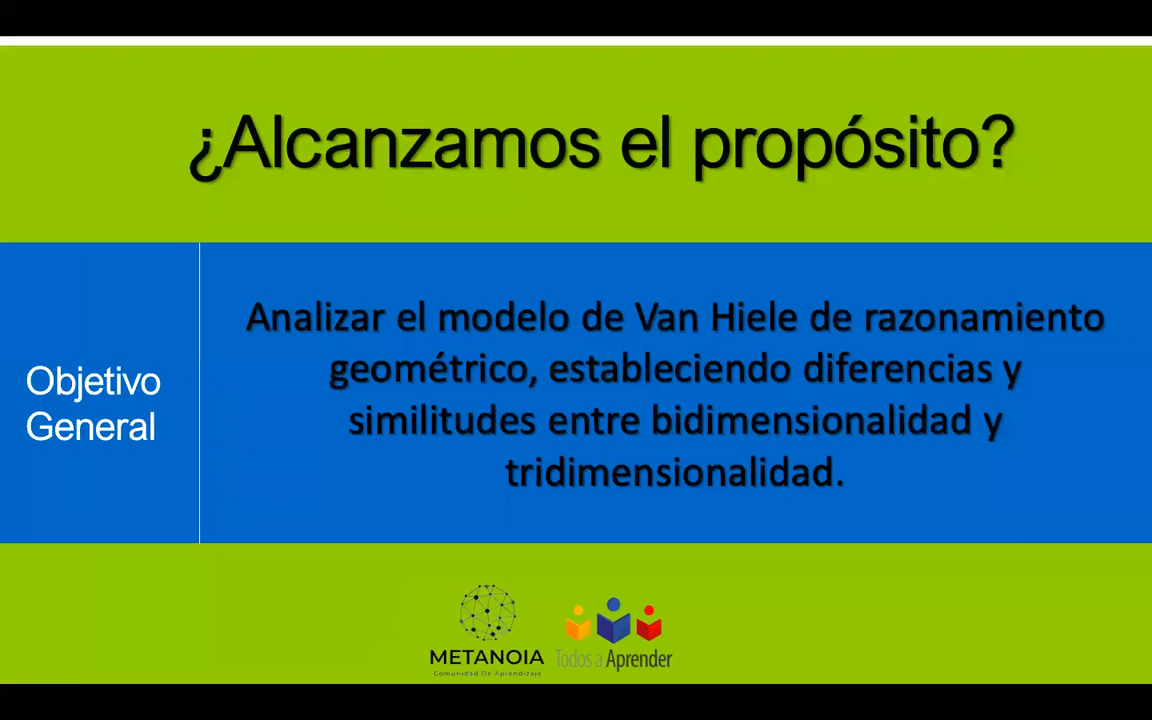 ¿Alcanzamos el propósito?
Objetivo
General
Analizar el modelo de Van Hiele de razonamiento
geométrico, estableciendo diferencias y
similitudes entre bidimensionalidad y
tridimensionalidad.
METANOIA
Comunidad De Aprendizaje
Todos a Aprender